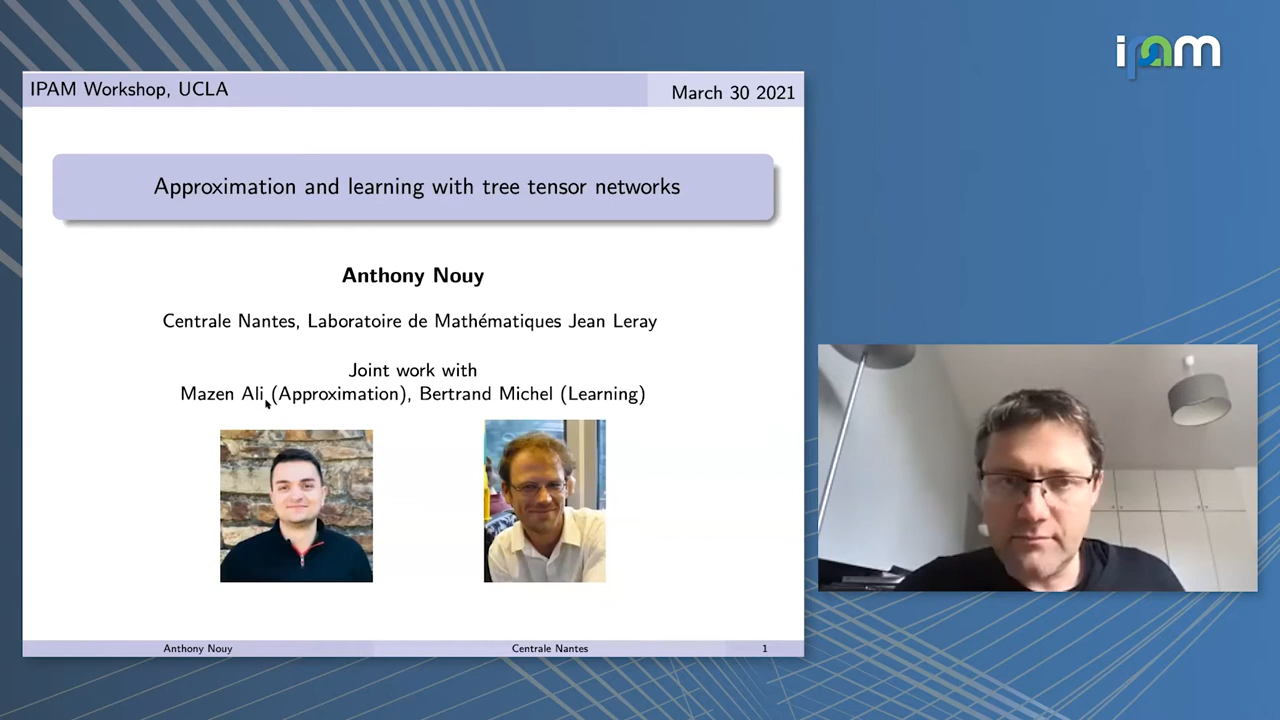 ipam
IPAM Workshop, UCLA
March 30 2021
Approximation and learning with tree tensor networks
Anthony Nouy
Centrale Nantes, Laboratoire de Mathématiques Jean Leray
Joint work with
Mazen Ali (Approximation), Bertrand Michel (Learning)
Anthony Nouy
Centrale Nantes
1